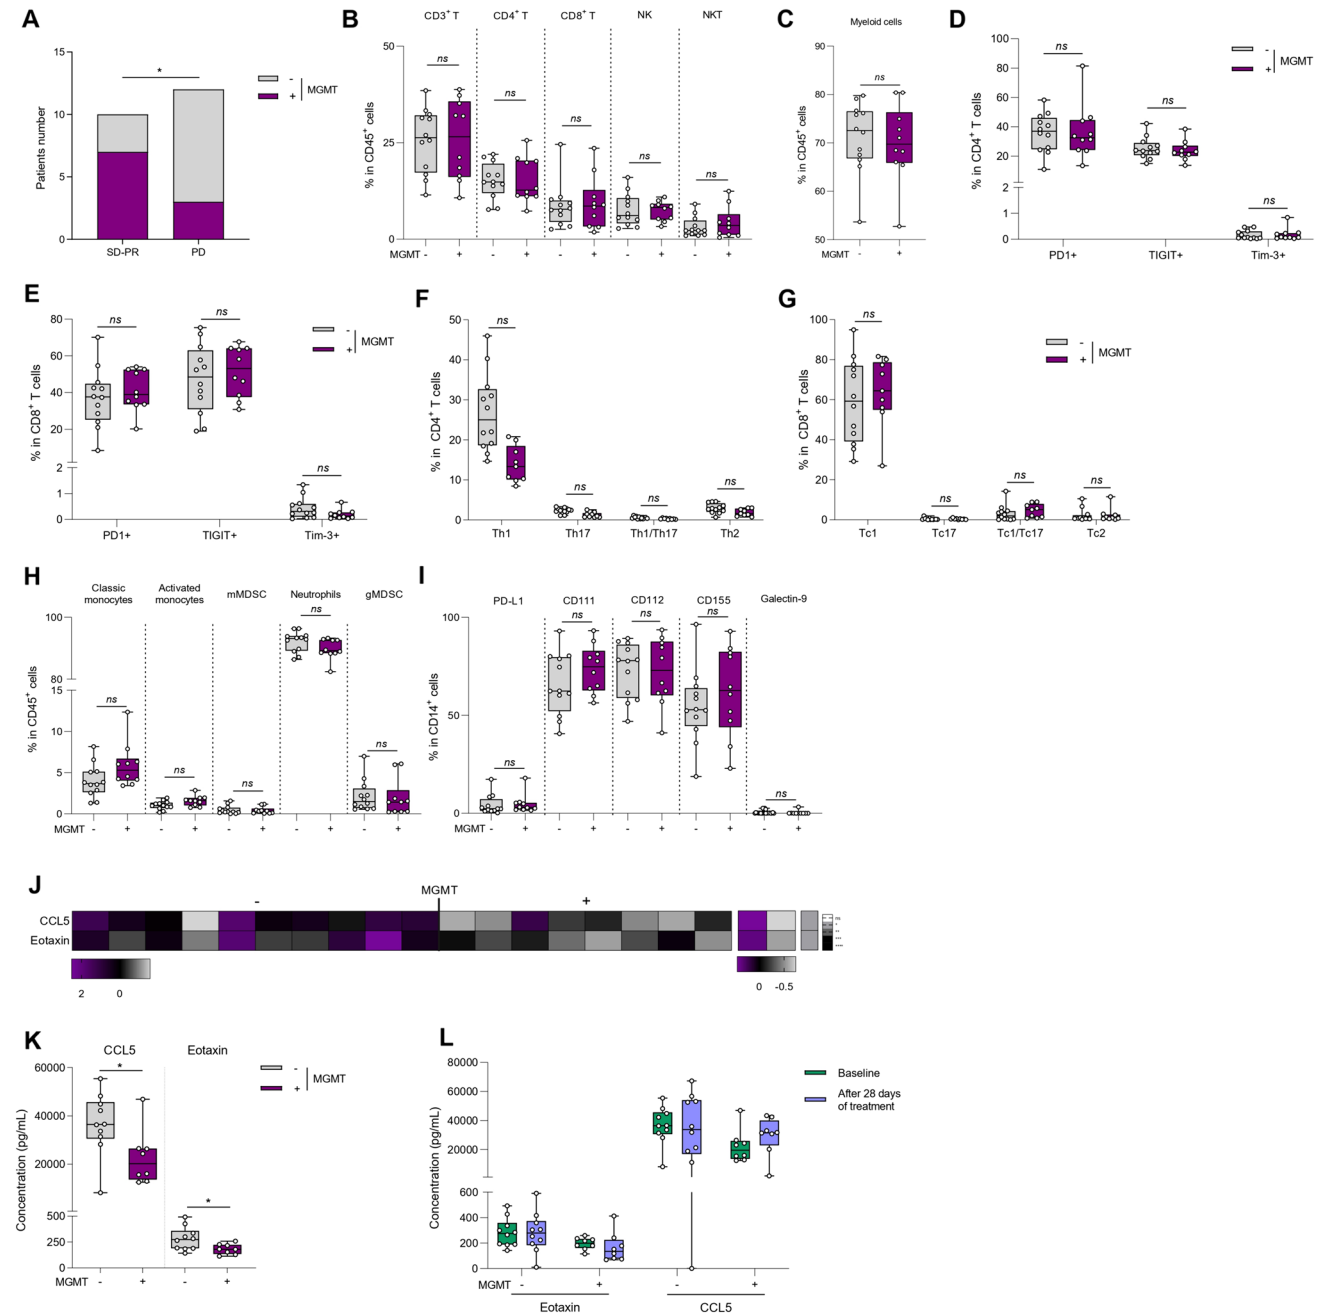 A
Patients number
15
10
5
0
*
SD-PR
PD
-
+
MGMT
B
CD3+ T
CD4+ T
CD8+ T
NK
NKT
% in CD45+ cells
50
25
0
ns
ns
ns
ns
ns
MGMT
-
+
-
+
-
+
-
+
-
+
C
Myeloid cells
% in CD45+ cells
90
80
70
60
50
ns
MGMT
-
+
D
% in CD4+ T cells
100
80
60
40
20
2
1
0
ns
ns
ns
PD1+
TIGIT+
Tim-3+
-
+
MGMT
E
% in CD8+ T cells
80
60
40
20
2
1
0
ns
ns
ns
PD1+
TIGIT+
Tim-3+
-
+
MGMT
F
% in CD4+ T cells
50
40
30
20
10
0
ns
ns
ns
ns
Th1
Th17
Th1/Th17
Th2
G
% in CD8+ T cells
100
80
60
40
20
0
ns
ns
ns
ns
Tc1
Tc17
Tc1/Tc17
Tc2
-
+
MGMT
H
Classic
monocytes
Activated
monocytes
mMDSC
Neutrophils
gMDSC
% in CD45+ cells
100
80
15
10
5
0
ns
ns
ns
ns
ns
MGMT
-
+
-
+
-
+
-
+
-
+
I
PD-L1
CD111
CD112
CD155
Galectin-9
% in CD14+ cells
100
50
0
ns
ns
ns
ns
ns
MGMT
-
+
-
+
-
+
-
+
-
+
J
MGMT
-
+
CCL5
Eotaxin
2
0
0
-0.5
ns
*
**
***
****
K
CCL5
Eotaxin
Concentration (pg/mL)
60000
40000
20000
500
250
0
*
*
MGMT
-
+
-
+
-
+
MGMT
L
Concentration (pg/mL)
80000
60000
40000
20000
600
400
200
0
MGMT
-
+
-
+
Eotaxin
CCL5
Baseline
After 28 days
of treatment